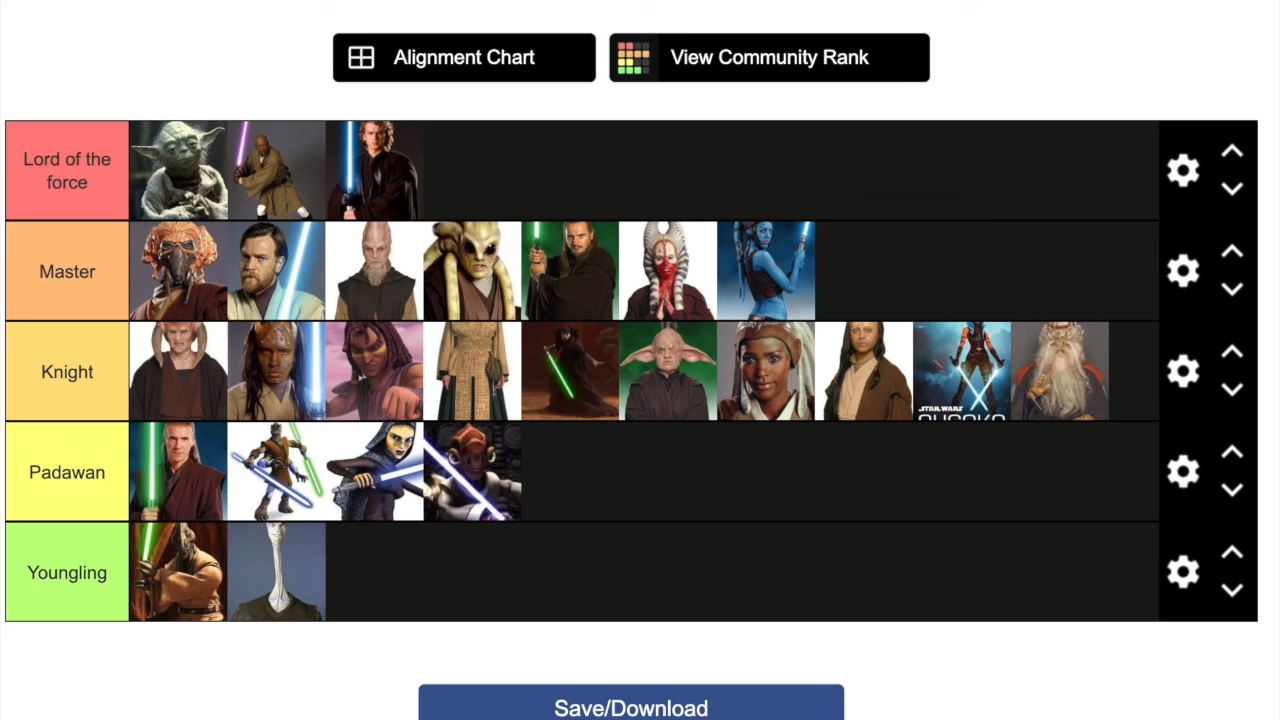 Alignment Chart
View Community Rank
Lord of the
force
Master
Knight
STAR WARS
Padawan
Youngling
Save/Download